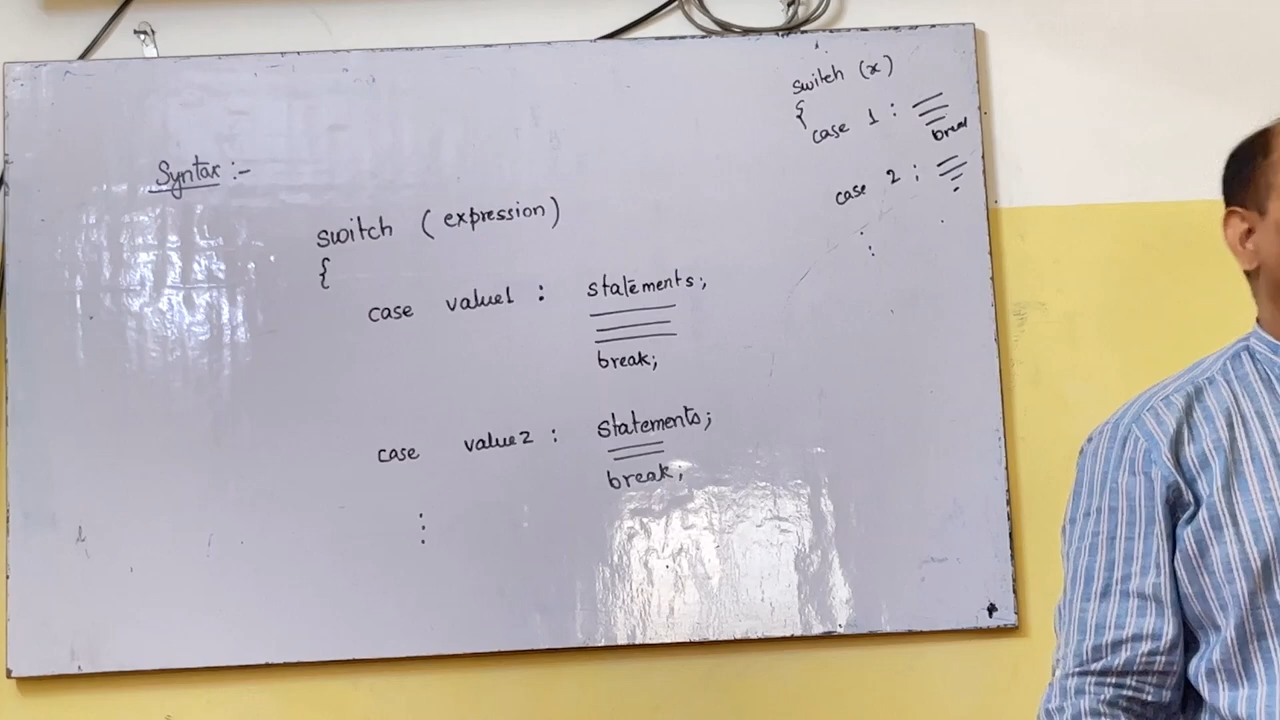 Syntax :-
switch (expression)
{
case value1 : statements;
break;
case value2 : statements;
break;
switch (x)
{
case 1 :
break
case 2 :